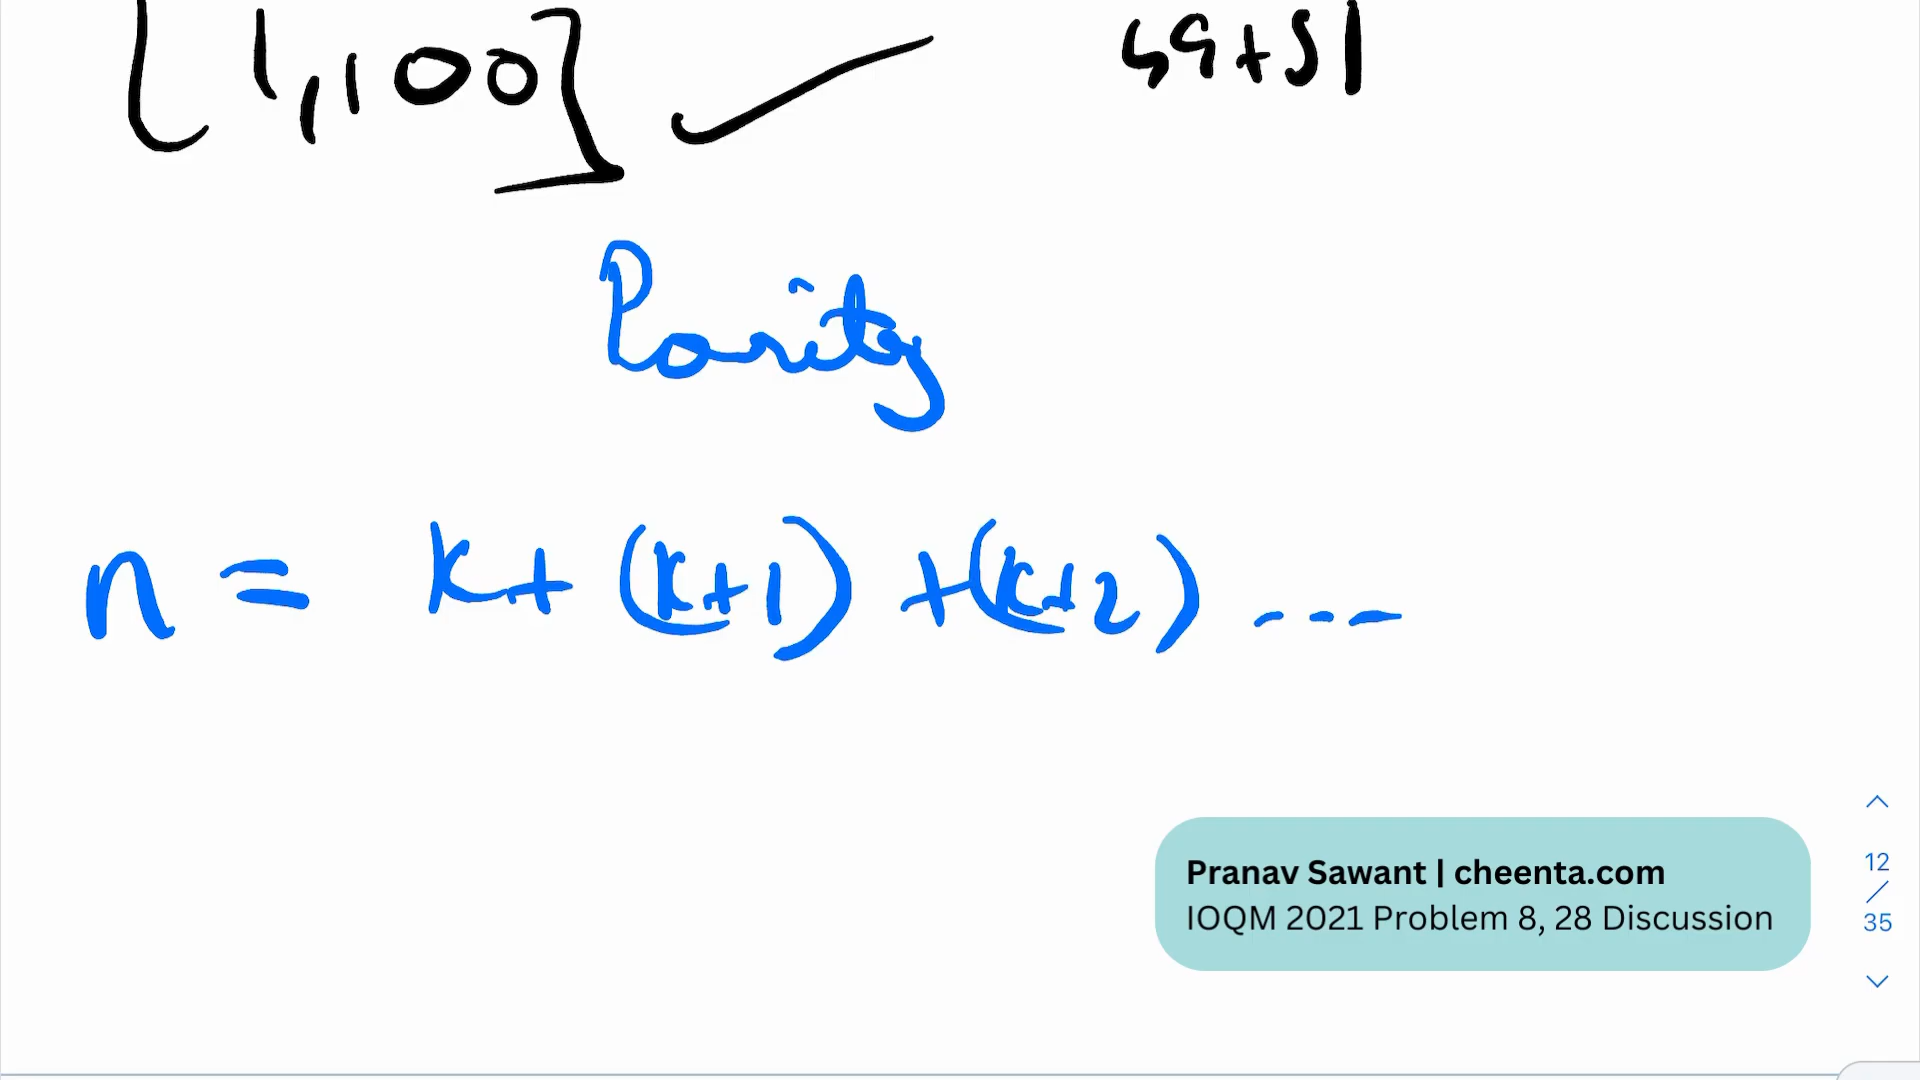 [1,100] 49+51
Parity
n = k+ (k+1) +(k+2) ---
Pranav Sawant | cheenta.com
IOQM 2021 Problem 8, 28 Discussion
12
/
35